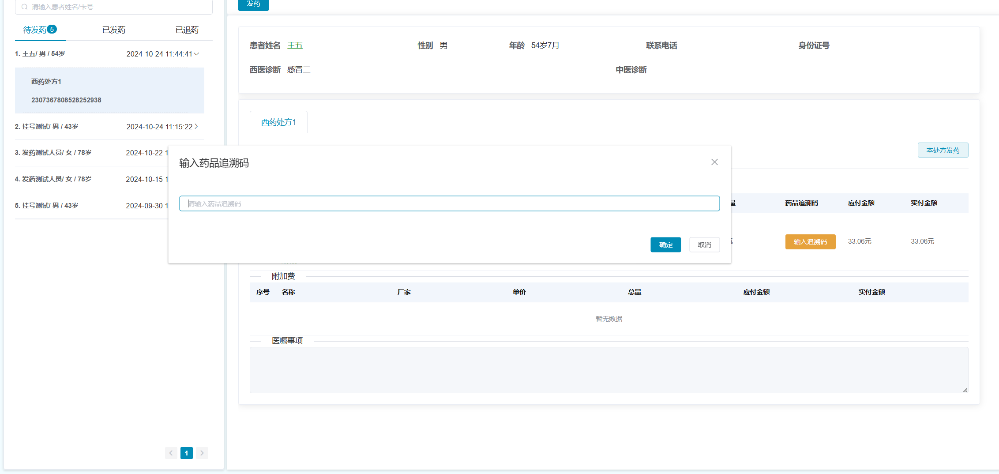 请输入患者姓名/卡号
待发药 5 已发药 已退药
1. 王五/ 男 / 54岁 2024-10-24 11:44:41
西药处方1
2307367808528252938
2. 挂号测试/ 男 / 43岁 2024-10-24 11:15:22
3. 发药测试人员/ 女 / 78岁 2024-10-22 1
4. 发药测试人员/ 女 / 78岁 2024-10-15 1
5. 挂号测试/ 男 / 43岁 2024-09-30 1
1
发药
患者姓名 王五 性别 男 年龄 54岁7月 联系电话 身份证号
西医诊断 感冒二 中医诊断
西药处方1
本处方发药
输入药品追溯码
请输入药品追溯码
确定 取消
量 药品追溯码 应付金额 实付金额
输入追溯码 33.06元 33.06元
附加费
序号 名称 厂家 单价 总量 应付金额 实付金额
暂无数据
医嘱事项